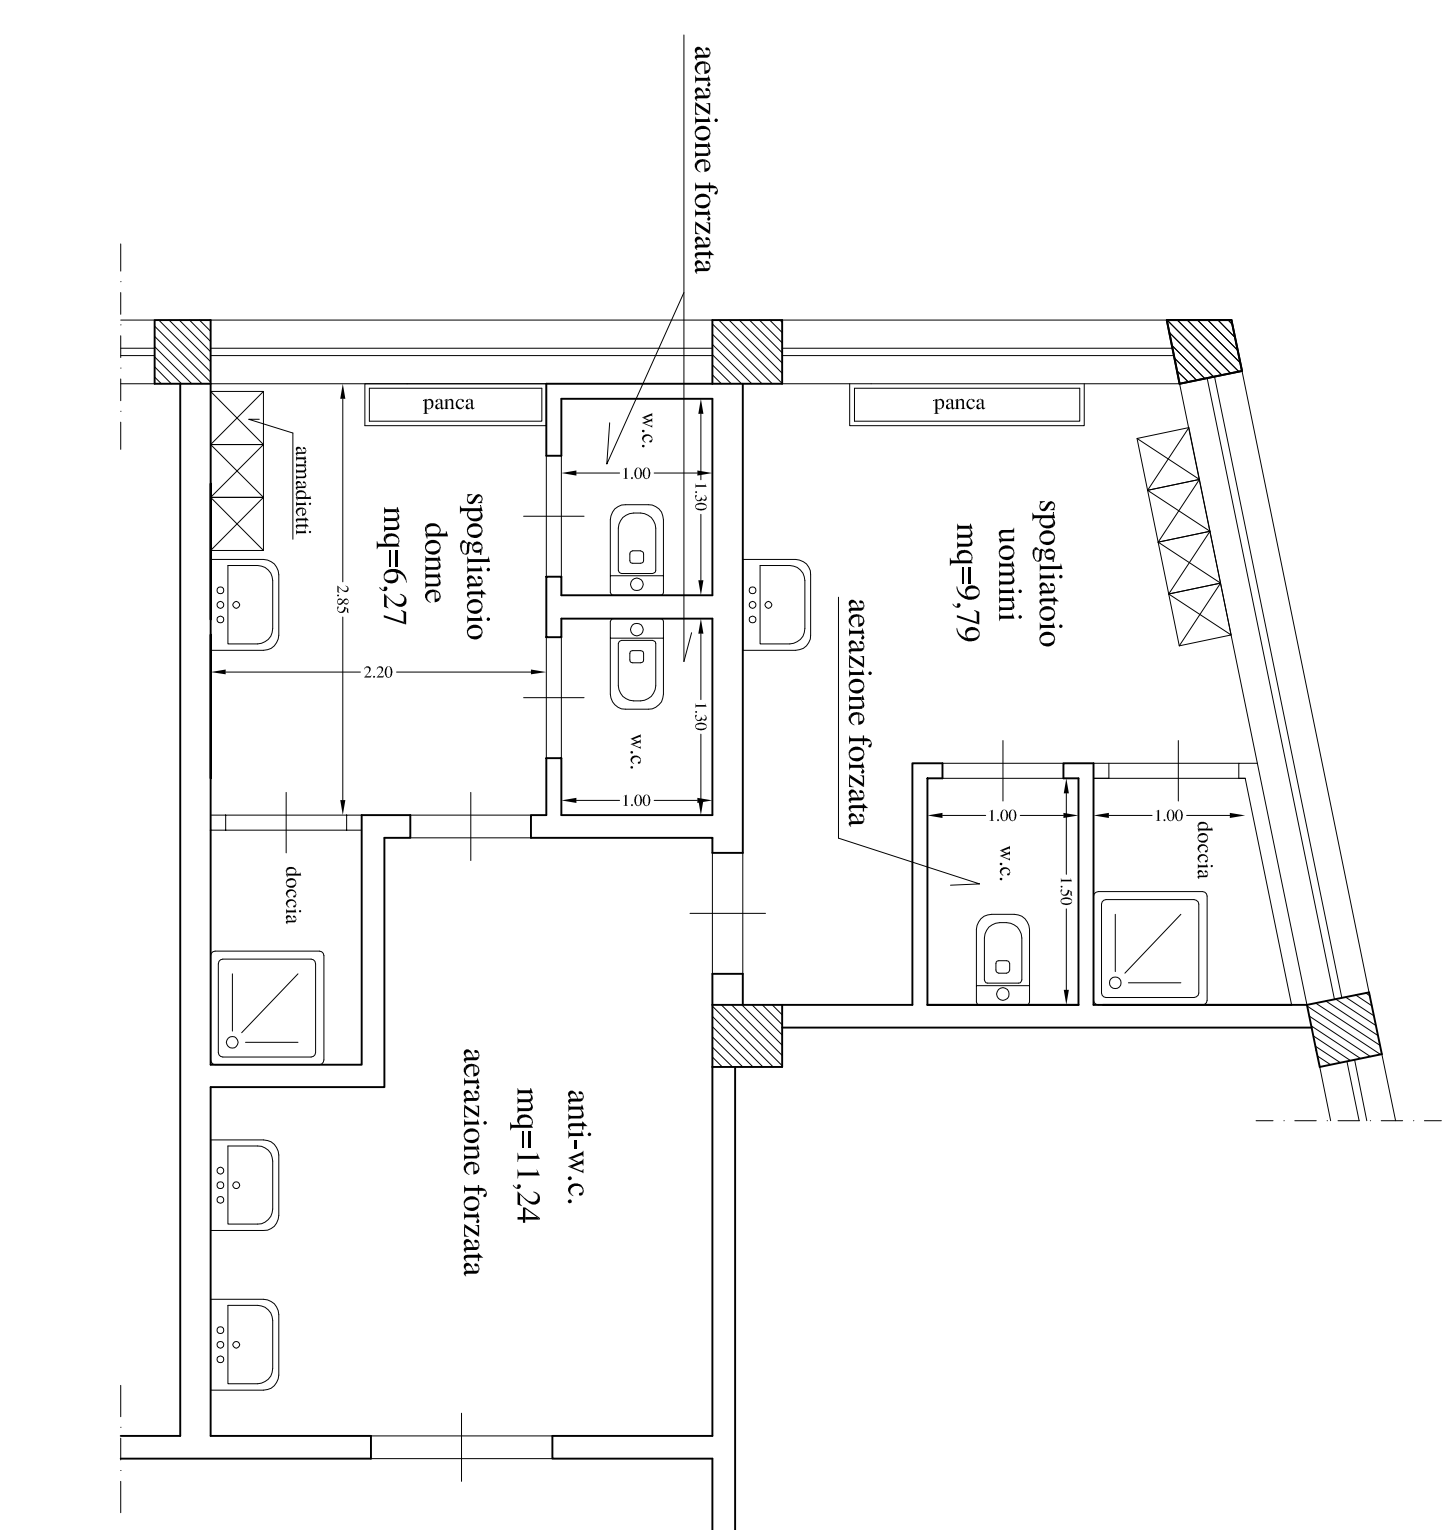 aerazione forzata
panca
panca
armadietti
w.c.
1.00
1.30
spogliatoio
donne
mq=6,27
2.85
2.20
spogliatoio
uomini
mq=9,79
aerazione forzata
1.30
w.c.
1.00
1.00
w.c.
1.50
1.00
doccia
doccia
anti-w.c.
mq=11,24
aerazione forzata